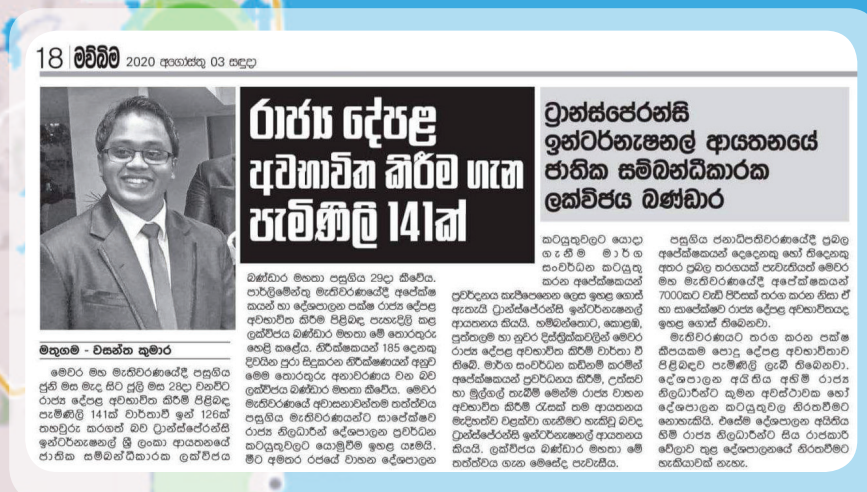 18 මව්බිම 2020 අගෝස්තු 03 සඳුදා
රාජ්‍ය දේපළ
අවභාවිත කිරීම ගැන
පැමිණිලි 141ක්
ට්‍රාන්ස්පේරන්සි
ඉන්ටර්නැෂනල් ආයතනයේ
ජාතික සම්බන්ධීකාරක
ලක්විජය බණ්ඩාර
මතුගම - වසන්ත කුමාර
මෙවර මහ මැතිවරණයේදී පසුගිය
ජුනි මස මැද සිට ජූලි මස 28දා වනවිට
රාජ්‍ය දේපළ අවභාවිත කිරීම් පිළිබඳ
පැමිණිලි 141ක් වාර්තාවී ඉන් 126ක්
තහවුරු කරගත් බව ට්‍රාන්ස්පේරන්සි
ඉන්ටර්නැෂනල් ශ්‍රී ලංකා ආයතනයේ
ජාතික සම්බන්ධීකාරක ලක්විජය
බණ්ඩාර මහතා පසුගිය 29දා කීවේය.
පාර්ලිමේන්තු මැතිවරණයේදී අපේක්ෂ
කයන් හා දේශපාලන පක්ෂ රාජ්‍ය දේපළ
අවභාවිත කිරීම පිළිබඳ පැහැදිලි කළ
ලක්විජය බණ්ඩාර මහතා මේ තොරතුරු
හෙළි කළේය. නිරීක්ෂකයන් 185 දෙනකු
දිවයින පුරා සිදුකරන නිරීක්ෂණයන් අනුව
මෙම තොරතුරු අනාවරණය වන බව
ලක්විජය බණ්ඩාර මහතා කීවේය. මෙවර
මැතිවරණයේ අවාසනාවන්තම තත්ත්වය
පසුගිය මැතිවරණයන්ට සාපේක්ෂව
රාජ්‍ය නිලධාරීන් දේශපාලන ප්‍රවර්ධන
කටයුතුවලට යොමුවීම ඉහළ යෑමයි.
මීට අමතර රජයේ වාහන දේශපාලන
කටයුතුවලට යොදා
ගැනීම මාර්ග
සංවර්ධන කටයුතු
කරන අපේක්ෂකයන්
ප්‍රවර්ධනය කැපීපෙනෙන ලෙස ඉහළ ගොස්
ඇතැයි ට්‍රාන්ස්පේරන්සි ඉන්ටර්නැෂනල්
ආයතනය කියයි. හම්බන්තොට, කොළඹ,
පුත්තලම හා නුවර දිස්ත්‍රික්කවලින් මෙවර
රාජ්‍ය දේපළ අවභාවිත කිරීම් වාර්තා වී
තිබේ. මාර්ග සංවර්ධන කඩිනම් කරමින්
අපේක්ෂකයන් ප්‍රවර්ධනය කිරීම්, උත්සව
හා මුල්ගල් තැබීම් මෙන්ම රාජ්‍ය වාහන
අවභාවිත කිරීම් රැසක් තම ආයතනය
මැදිහත්ව වළක්වා ගැනීමට හැකිවූ බවද
ට්‍රාන්ස්පේරන්සි ඉන්ටර්නැෂනල් ආයතනය
කියයි. ලක්විජය බණ්ඩාර මහතා මේ
තත්ත්වය ගැන මෙසේද පැවසීය.
පසුගිය ජනාධිපතිවරණයේදී ප්‍රබල
අපේක්ෂකයන් දෙදෙනකු හෝ තිදෙනකු
අතර ප්‍රබල තරගයක් පැවැතියත් මෙවර
මහ මැතිවරණයේදී අපේක්ෂකයන්
7000කට වැඩි පිරිසක් තරග කරන නිසා ඒ
හා සාපේක්ෂව රාජ්‍ය දේපළ අවභාවිතයද
ඉහළ ගොස් තිබෙනවා.
මැතිවරණයට තරග කරන පක්ෂ
කීපයකම පොදු දේපළ අවභාවිතාව
පිළිබඳව පැමිණිලි ලැබී තිබෙනවා.
දේශපාලන අයිතිය අහිමි රාජ්‍ය
නිලධාරීන්ට කුමන අවස්ථාවක හෝ
දේශපාලන කටයුතුවල නිරතවීමට
නොහැකියි. එසේම දේශපාලන අයිතිය
හිමි රාජ්‍ය නිලධාරීන්ට සිය රාජකාරී
වේලාව තුළ දේශපාලනයේ නිරතවීමට
හැකියාවක් නැහැ.